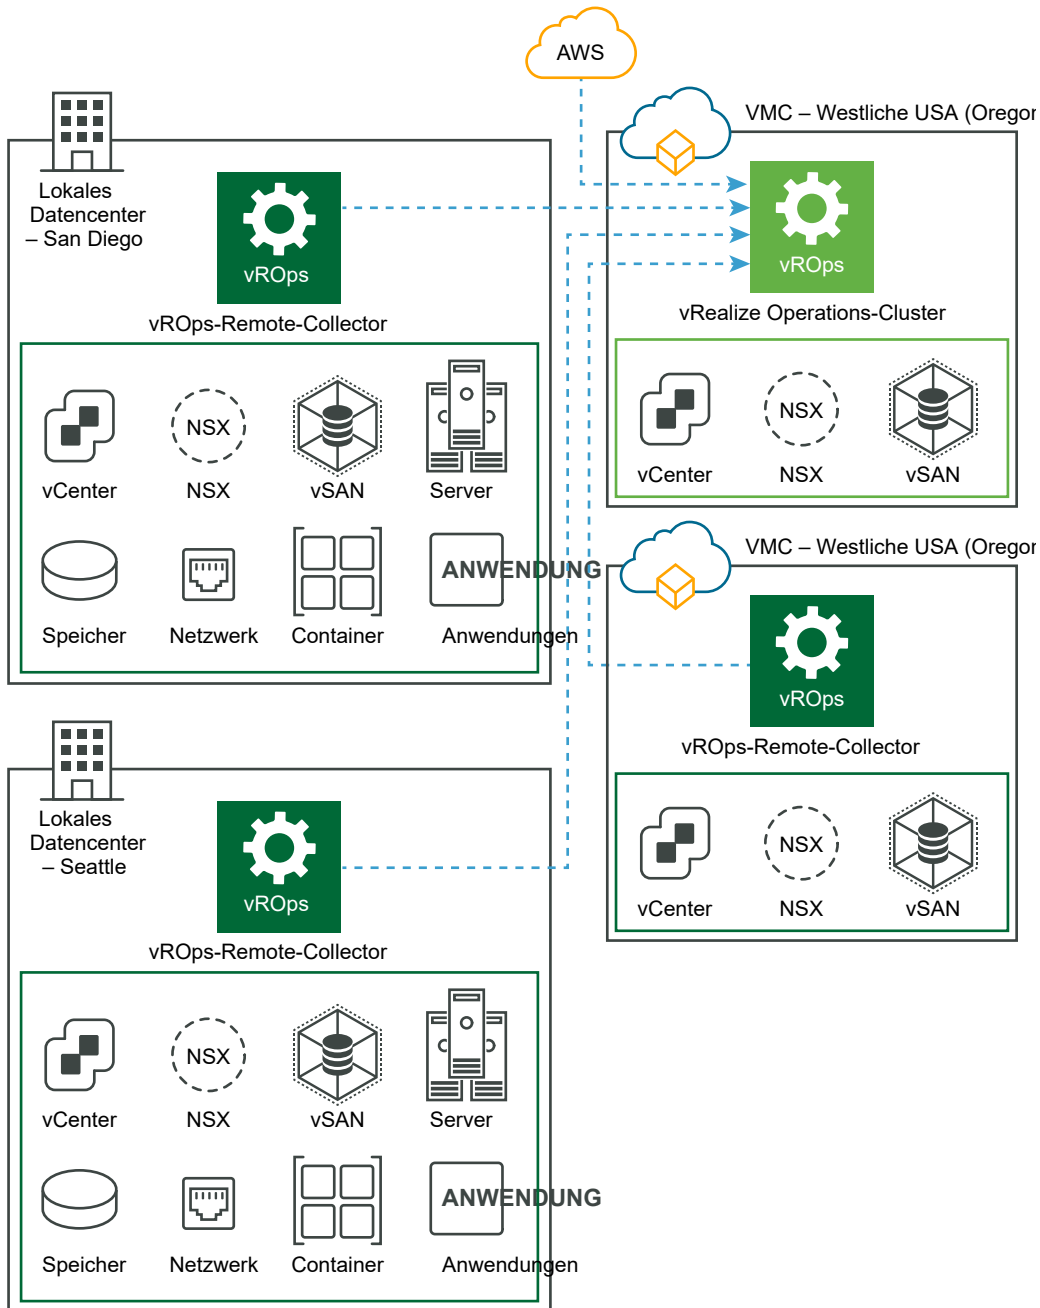 AWS
VMC – Westliche USA (Oregon
Lokales
Datencenter
– San Diego
vROps
vROps-Remote-Collector
vROps
vRealize Operations-Cluster
NSX
vCenter
NSX
vSAN
Server
NSX
vCenter
NSX
vSAN
ANWENDUNG
Speicher
Netzwerk
Container
Anwendungen
VMC – Westliche USA (Oregon
vROps
vROps-Remote-Collector
NSX
vCenter
NSX
vSAN
Lokales
Datencenter
– Seattle
vROps
vROps-Remote-Collector
NSX
vCenter
NSX
vSAN
Server
ANWENDUNG
Speicher
Netzwerk
Container
Anwendungen